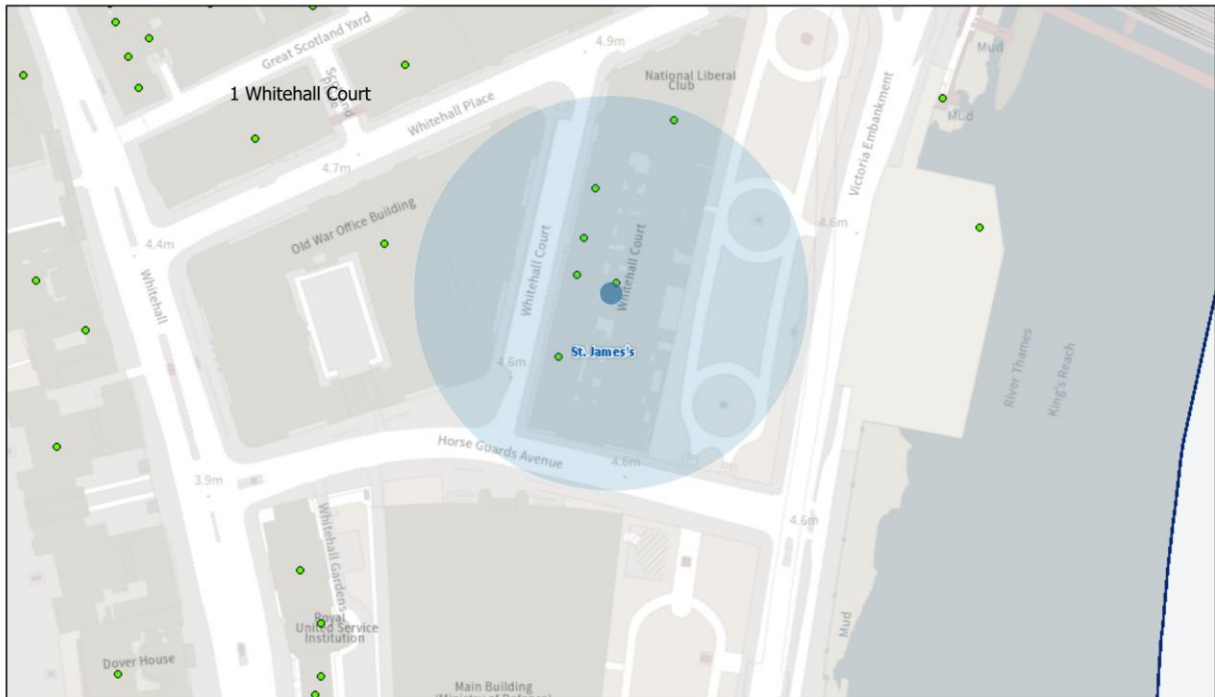 4.9m
Great Scotland Yard
National Liberal
Club
Mud
1 Whitehall Court
Scotland
Place
Whitehall Place
Mud
4.7m
Victoria Embankment
Old War Office Building
4.6m
4.4m
Whitehall Court
Whitehall Court
Whitehall
St. James's
4.6m
River Thames
King's Reach
Horse Guards Avenue
4.6m
3.9m
4.6m
Whitehall Gardens
Royal
United Service
Institution
Mud
Dover House
Main Building
(Ministry of Defence)